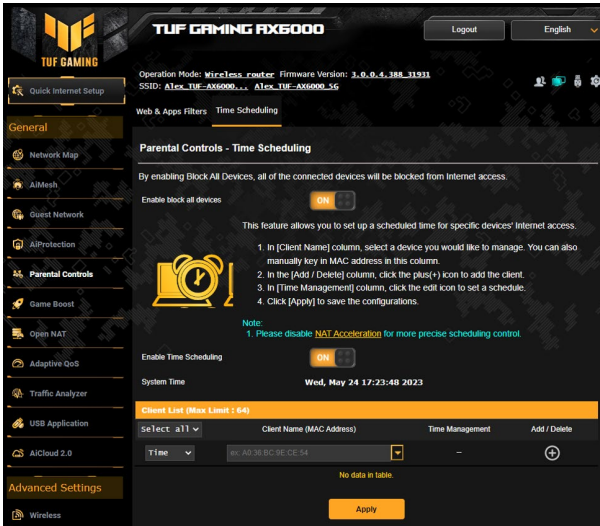 TUF GAMING AX6000
Logout
English
TUF GAMING
Operation Mode: Wireless router Firmware Version: 3.0.0.4.388_31931
SSID: Alex_TUF-AX6000... Alex_TUF-AX6000_5G
Quick Internet Setup
Web & Apps Filters Time Scheduling
General
Network Map
AiMesh
Guest Network
AiProtection
Parental Controls
Game Boost
Open NAT
Adaptive QoS
Traffic Analyzer
USB Application
AiCloud 2.0
Advanced Settings
Wireless
Parental Controls - Time Scheduling
By enabling Block All Devices, all of the connected devices will be blocked from Internet access.
Enable block all devices ON
This feature allows you to set up a scheduled time for specific devices' Internet access.
1. In [Client Name] column, select a device you would like to manage. You can also
manually key in MAC address in this column.
2. In the [Add / Delete] column, click the plus(+) icon to add the client.
3. In [Time Management] column, click the edit icon to set a schedule.
4. Click [Apply] to save the configurations.
Note:
1. Please disable NAT Acceleration for more precise scheduling control.
Enable Time Scheduling ON
System Time Wed, May 24 17:23:48 2023
Client List (Max Limit : 64)
Select all Client Name (MAC Address) Time Management Add / Delete
Time ex: A0:36:BC:9E:CE:54 –
No data in table.
Apply